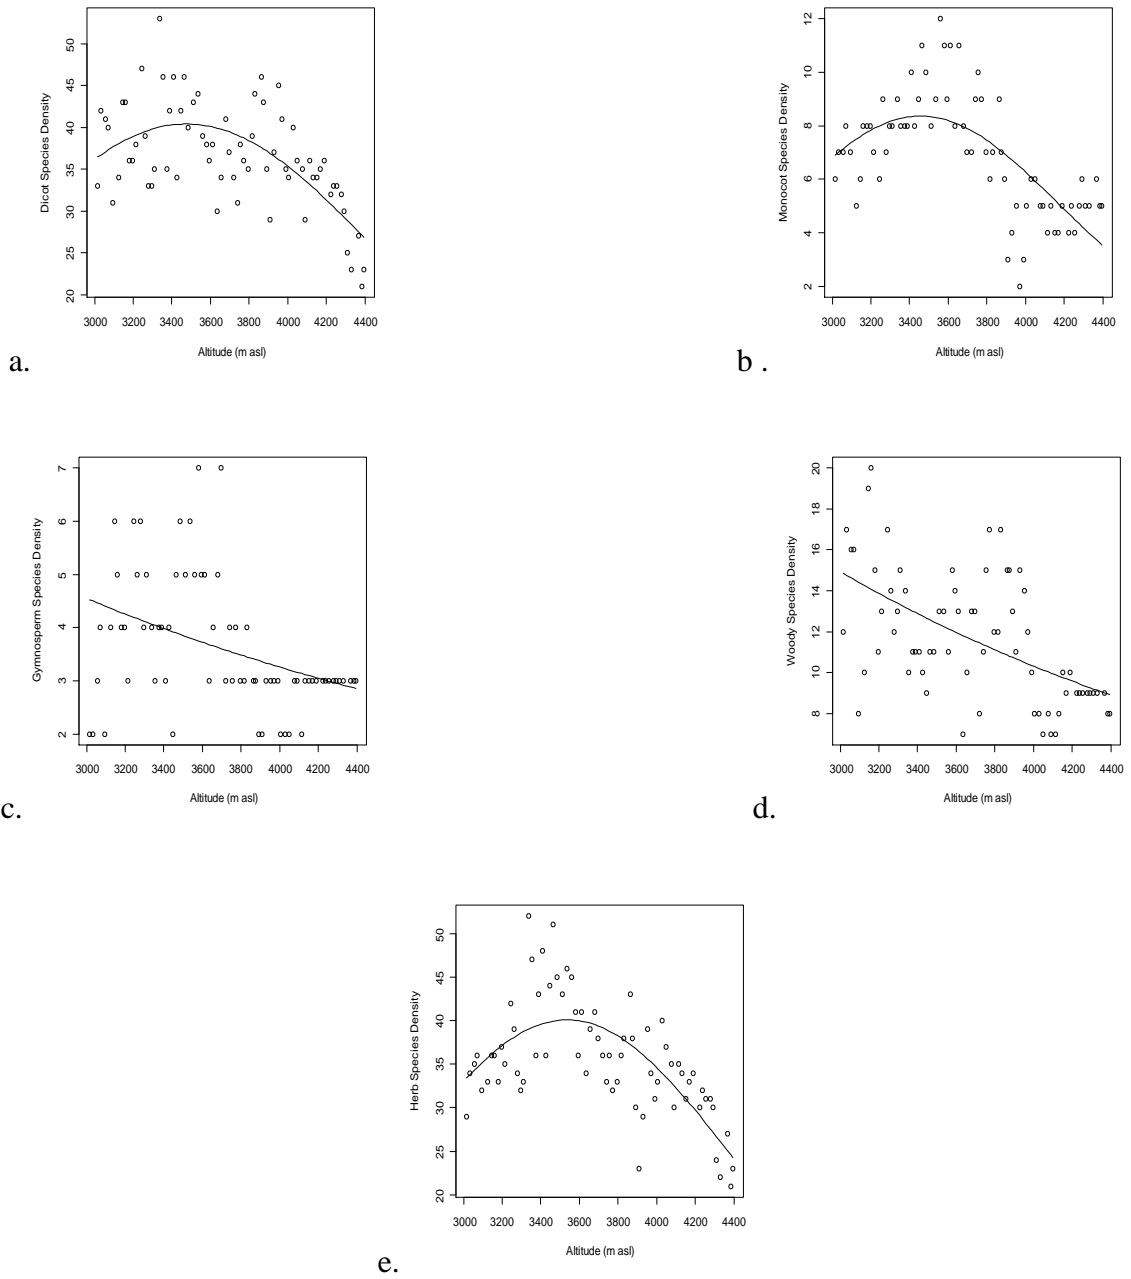 Dicot Species Density
50
45
40
35
30
25
20
3000 3200 3400 3600 3800 4000 4200 4400
Altitude (m asl)
a.
Monocot Species Density
12
10
8
6
4
2
3000 3200 3400 3600 3800 4000 4200 4400
Altitude (m asl)
b .
Gymnosperm Species Density
7
6
5
4
3
2
3000 3200 3400 3600 3800 4000 4200 4400
Altitude (m asl)
c.
Woody Species Density
20
18
16
14
12
10
8
3000 3200 3400 3600 3800 4000 4200 4400
Altitude (m asl)
d.
Herb Species Density
50
45
40
35
30
25
20
3000 3200 3400 3600 3800 4000 4200 4400
Altitude (m asl)
e.